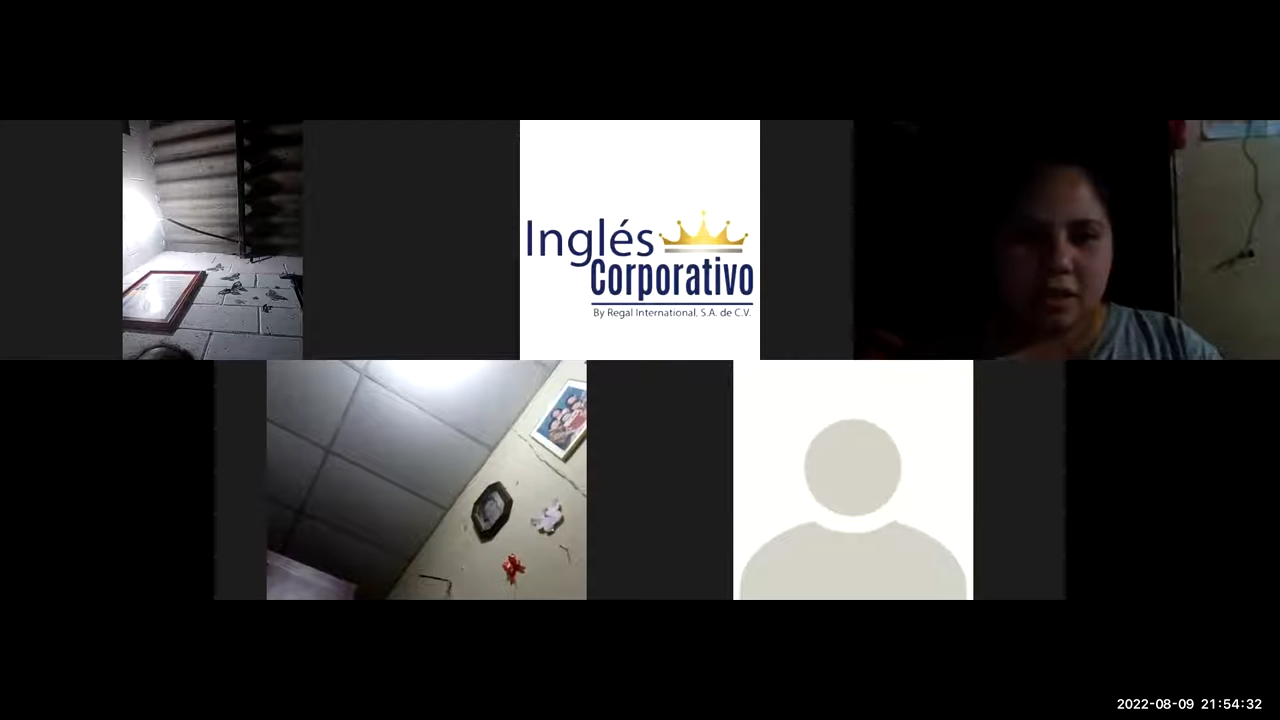 Inglés
Corporativo
By Regal International, S.A. de C.V.
2022-08-09 21:54:32